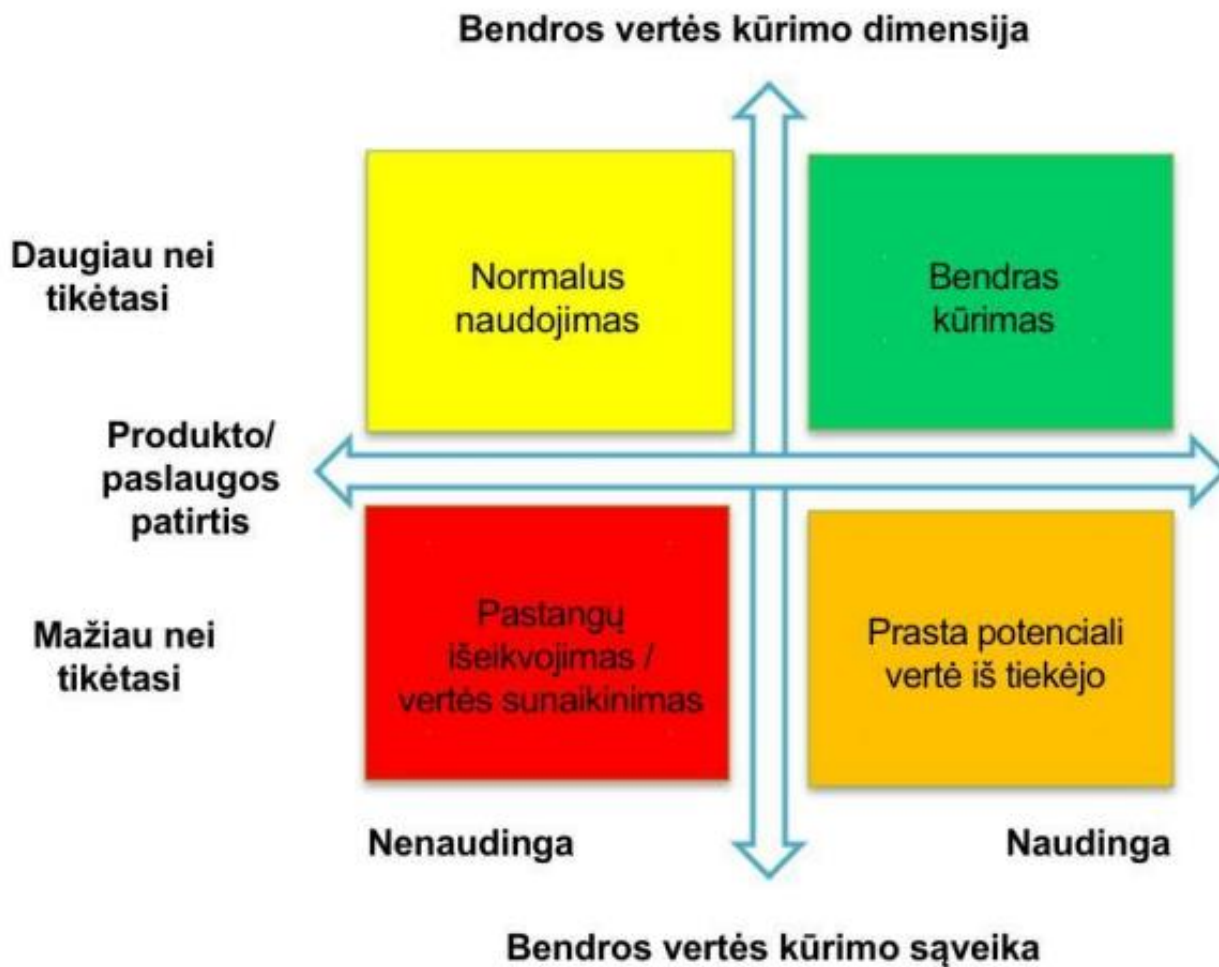 Bendros vertės kūrimo dimensija
Daugiau nei
tikėtasi
Normalus
naudojimas
Bendras
kūrimas
Produkto/
paslaugos
patirtis
Mažiau nei
tikėtasi
Pastangų
išeikvojimas /
vertės sunaikinimas
Prasta potenciali
vertė iš tiekėjo
Nenaudinga
Naudinga
Bendros vertės kūrimo sąveika